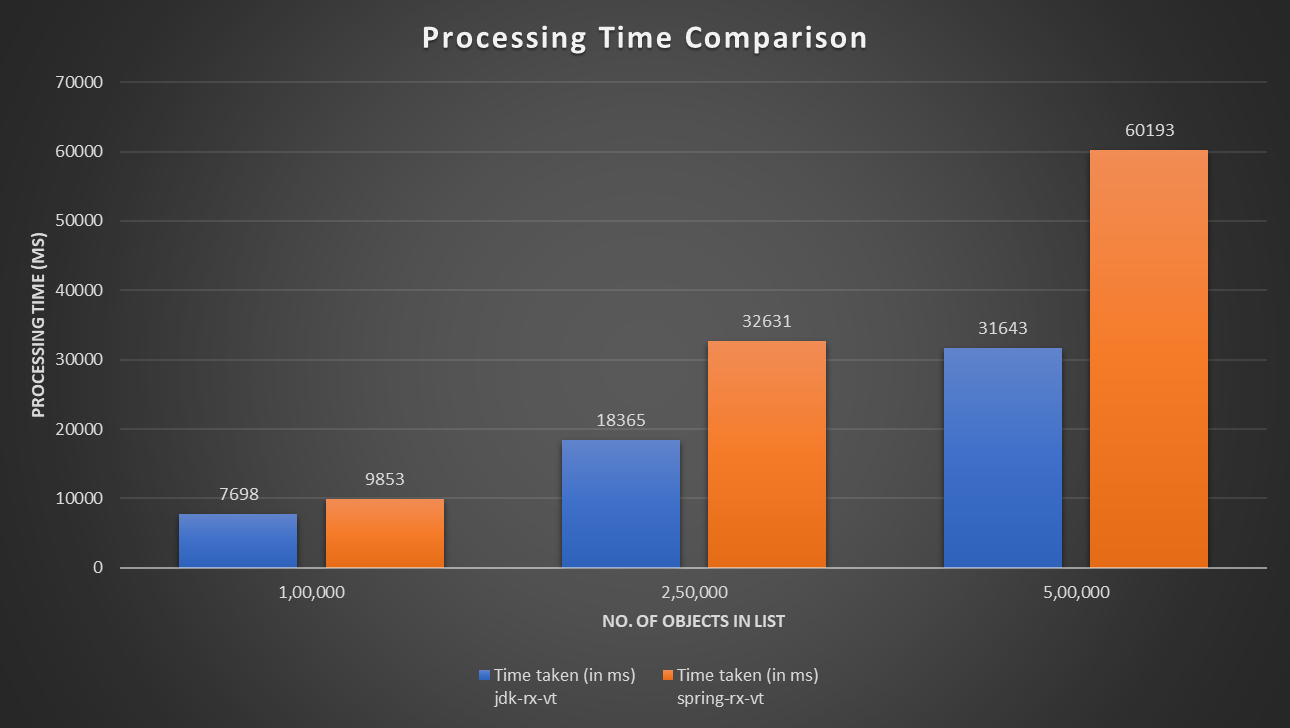 Processing Time Comparison
70000
60000
50000
40000
30000
20000
10000
0
PROCESSING TIME (MS)
7698
9853
18365
32631
31643
60193
1,00,000
2,50,000
5,00,000
NO. OF OBJECTS IN LIST
Time taken (in ms)
jdk-rx-vt
Time taken (in ms)
spring-rx-vt